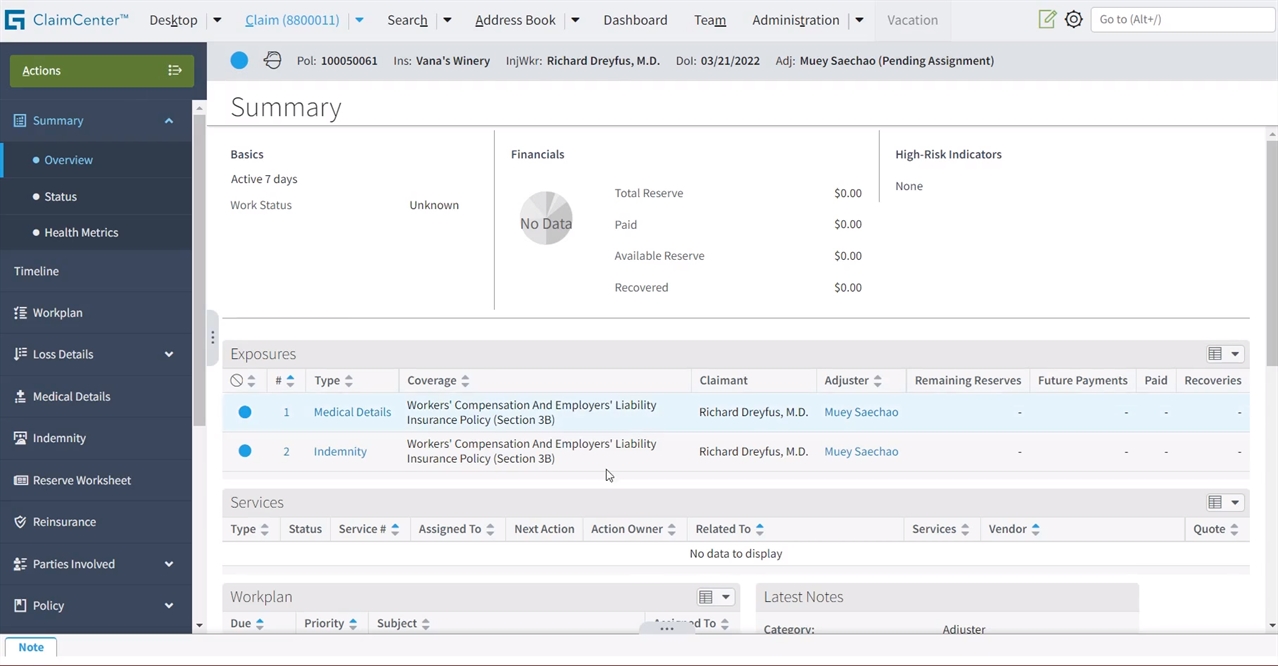 ClaimCenter™ Desktop Claim (8800011) Search Address Book Dashboard Team Administration Vacation Go to (Alt+/)
Actions
Pol: 100050061 Ins: Vana's Winery InjWkr: Richard Dreyfus, M.D. DoI: 03/21/2022 Adj: Muey Saechao (Pending Assignment)
Summary
Overview
Status
Health Metrics
Timeline
Workplan
Loss Details
Medical Details
Indemnity
Reserve Worksheet
Reinsurance
Parties Involved
Policy
Summary
Basics
Active 7 days
Work Status Unknown
Financials
No Data
Total Reserve $0.00
Paid $0.00
Available Reserve $0.00
Recovered $0.00
High-Risk Indicators
None
Exposures
# Type Coverage Claimant Adjuster Remaining Reserves Future Payments Paid Recoveries
1 Medical Details Workers' Compensation And Employers' Liability Richard Dreyfus, M.D. Muey Saechao - - - -
Insurance Policy (Section 3B)
2 Indemnity Workers' Compensation And Employers' Liability Richard Dreyfus, M.D. Muey Saechao - - - -
Insurance Policy (Section 3B)
Services
Type Status Service # Assigned To Next Action Action Owner Related To Services Vendor Quote
No data to display
Workplan
Due Priority Subject To
Latest Notes
Category: Adjuster
Note